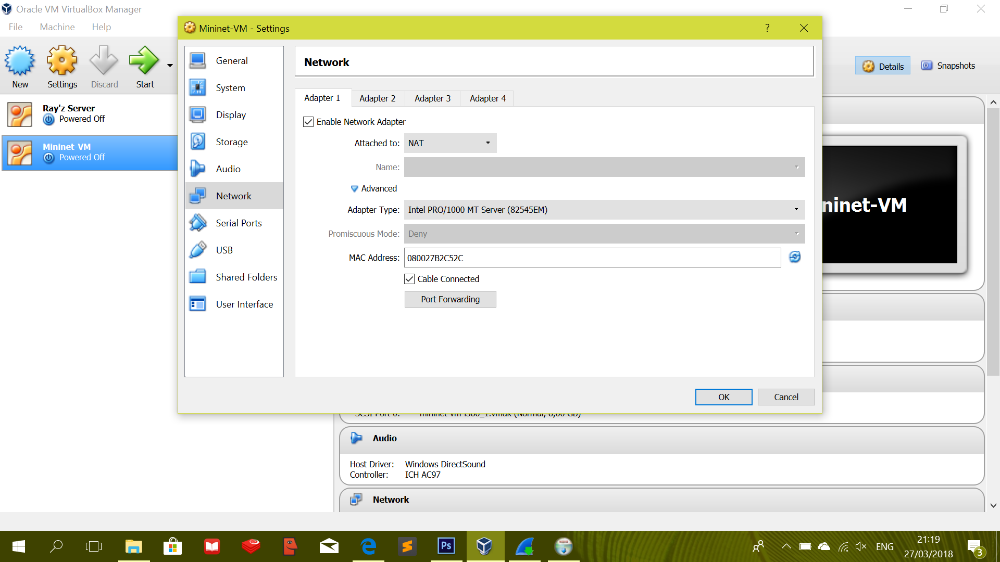 Oracle VM VirtualBox Manager
File Machine Help
New Settings Discard Start
Details Snapshots
Ray'z Server
Powered Off
Mininet-VM
Powered Off
Mininet-VM - Settings
?
General
System
Display
Storage
Audio
Network
Serial Ports
USB
Shared Folders
User Interface
Network
Adapter 1 Adapter 2 Adapter 3 Adapter 4
Enable Network Adapter
Attached to: NAT
Name:
Advanced
Adapter Type: Intel PRO/1000 MT Server (82545EM)
Promiscuous Mode: Deny
MAC Address: 080027B2C52C
Cable Connected
Port Forwarding
OK Cancel
ninet-VM
Audio
Host Driver: Windows DirectSound
Controller: ICH AC97
Network
Ps
ENG
21:19
27/03/2018
3